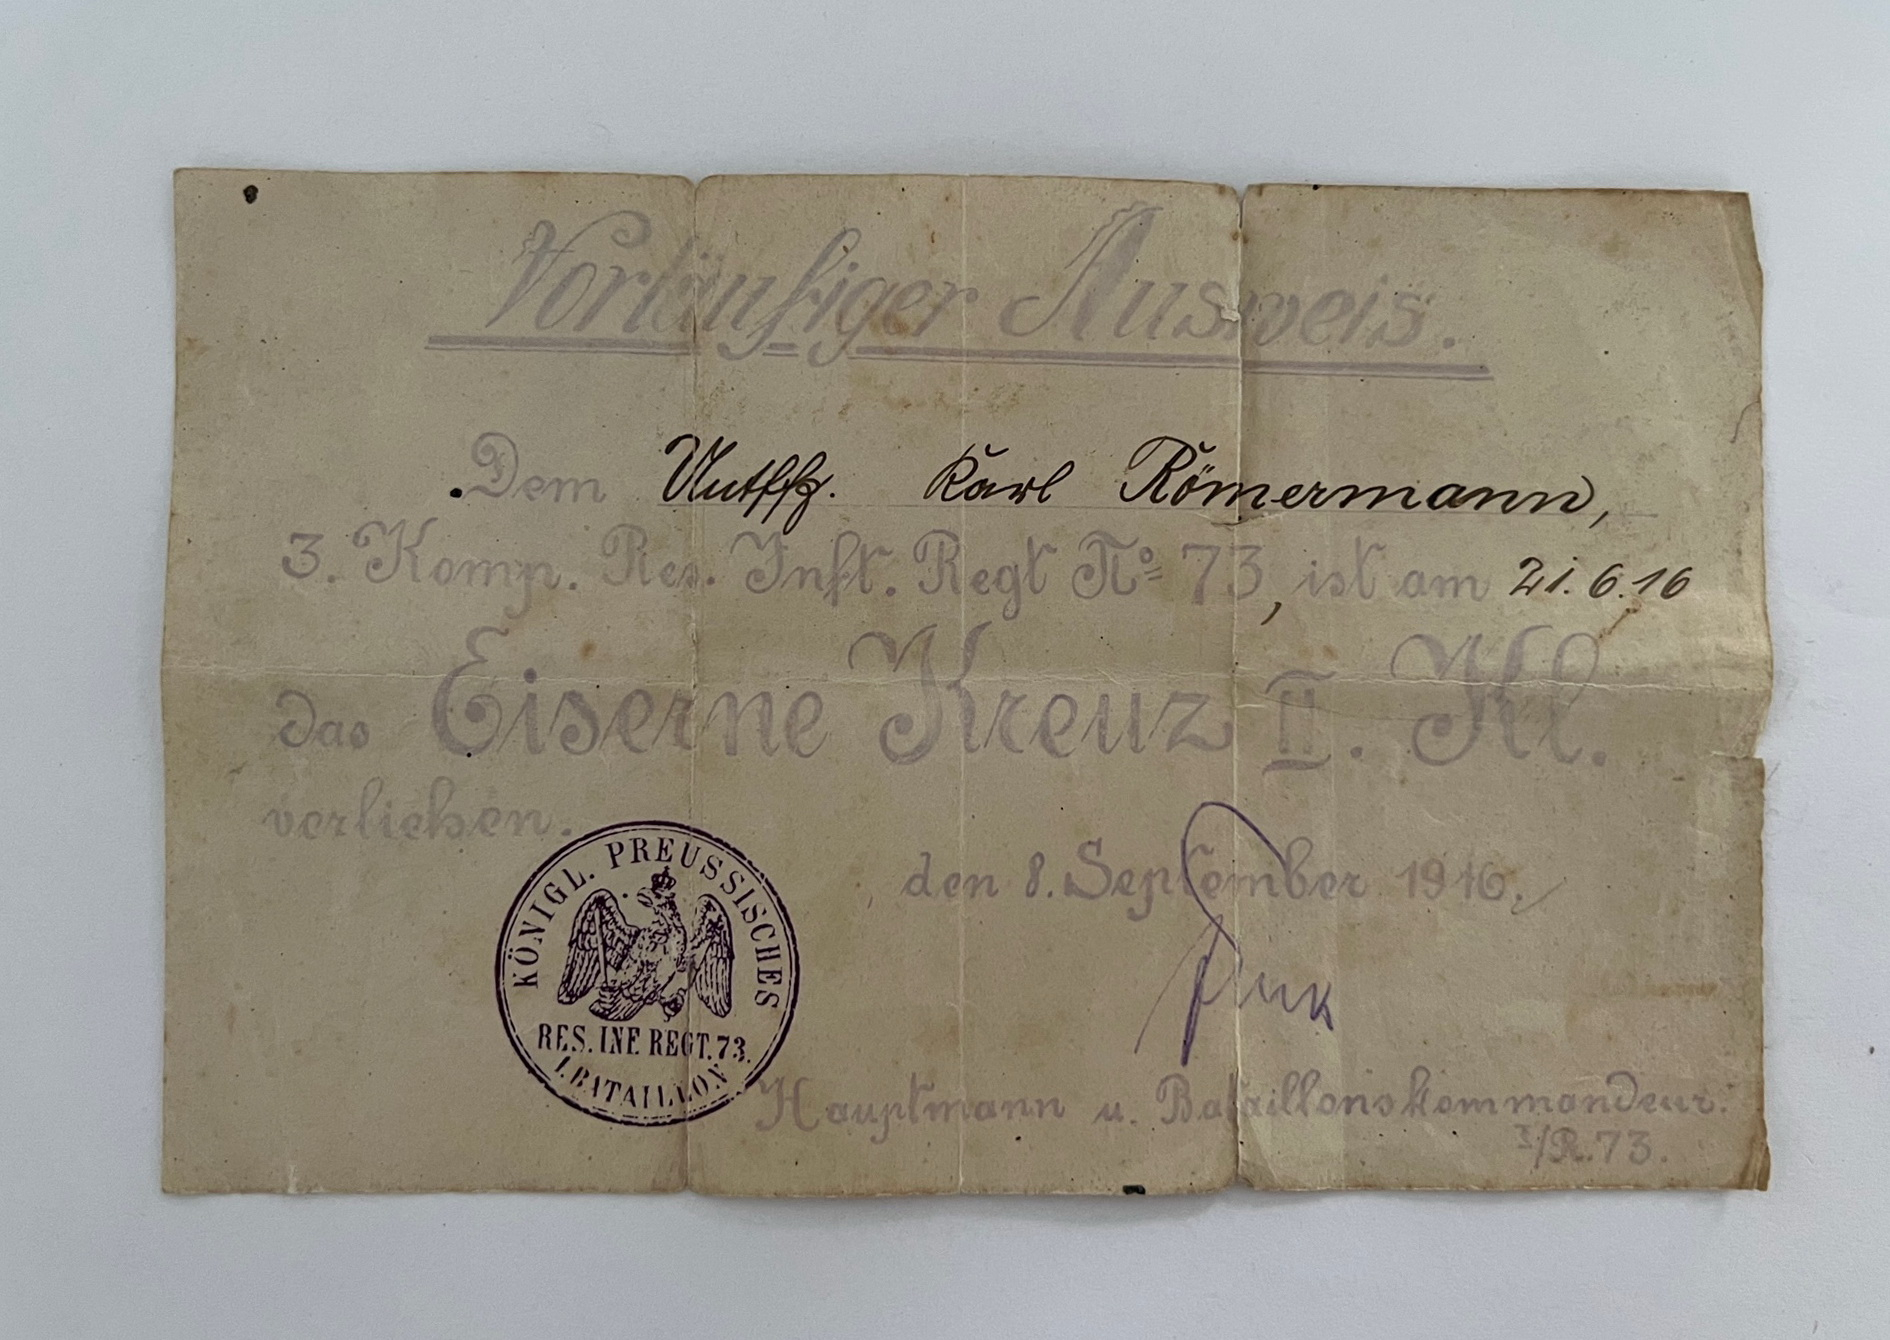 Vorläufiger Ausweis.
Dem Untffz. Karl Römermann,
3. Komp. Res. Inft. Regt No 73, ist am 21.6.16
das Eiserne Kreuz II. Kl.
verliehen.
den 8. September 1916.
KÖNIGL. PREUSSISCHES
RES. INF. REGT. 73.
I. BATAILLON
Hauptmann u. Bataillonskommandeur.
I/R.73.